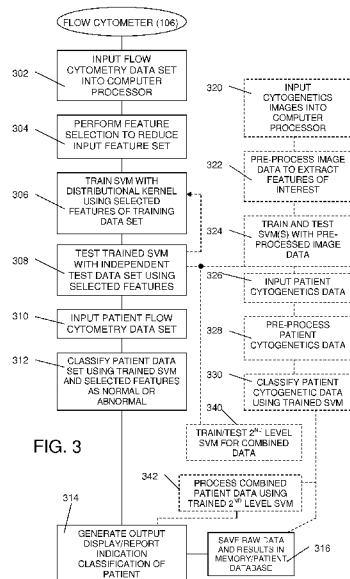 FLOW CYTOMETER (106)
302
INPUT FLOW
CYTOMETRY DATA SET
INTO COMPUTER
PROCESSOR
304
PERFORM FEATURE
SELECTION TO REDUCE
INPUT FEATURE SET
306
TRAIN SVM WITH
DISTRIBUTIONAL KERNEL
USING SELECTED
FEATURES OF TRAINING
DATA SET
308
TEST TRAINED SVM
WITH INDEPENDENT
TEST DATA SET USING
SELECTED FEATURES
310
INPUT PATIENT FLOW
CYTOMETRY DATA SET
312
CLASSIFY PATIENT DATA
SET USING TRAINED SVM
AND SELECTED FEATURES
AS NORMAL OR
ABNORMAL
320
INPUT
CYTOGENETICS
IMAGES INTO
COMPUTER
PROCESSOR
322
PRE-PROCESS IMAGE
DATA TO EXTRACT
FEATURES OF
INTEREST
324
TRAIN AND TEST
SVM(S) WITH PRE-
PROCESSED IMAGE
DATA
326
INPUT PATIENT
CYTOGENETICS DATA
328
PRE-PROCESS
PATIENT
CYTOGENETICS DATA
330
CLASSIFY PATIENT
CYTOGENETIC DATA
USING TRAINED SVM
340
TRAIN/TEST 2ND LEVEL
SVM FOR COMBINED
DATA
FIG. 3
342
PROCESS COMBINED
PATIENT DATA USING
TRAINED 2ND LEVEL SVM
314
GENERATE OUTPUT
DISPLAY/REPORT
INDICATION
CLASSIFICATION OF
PATIENT
SAVE RAW DATA
AND RESULTS IN
MEMORY/PATIENT
DATABASE
316